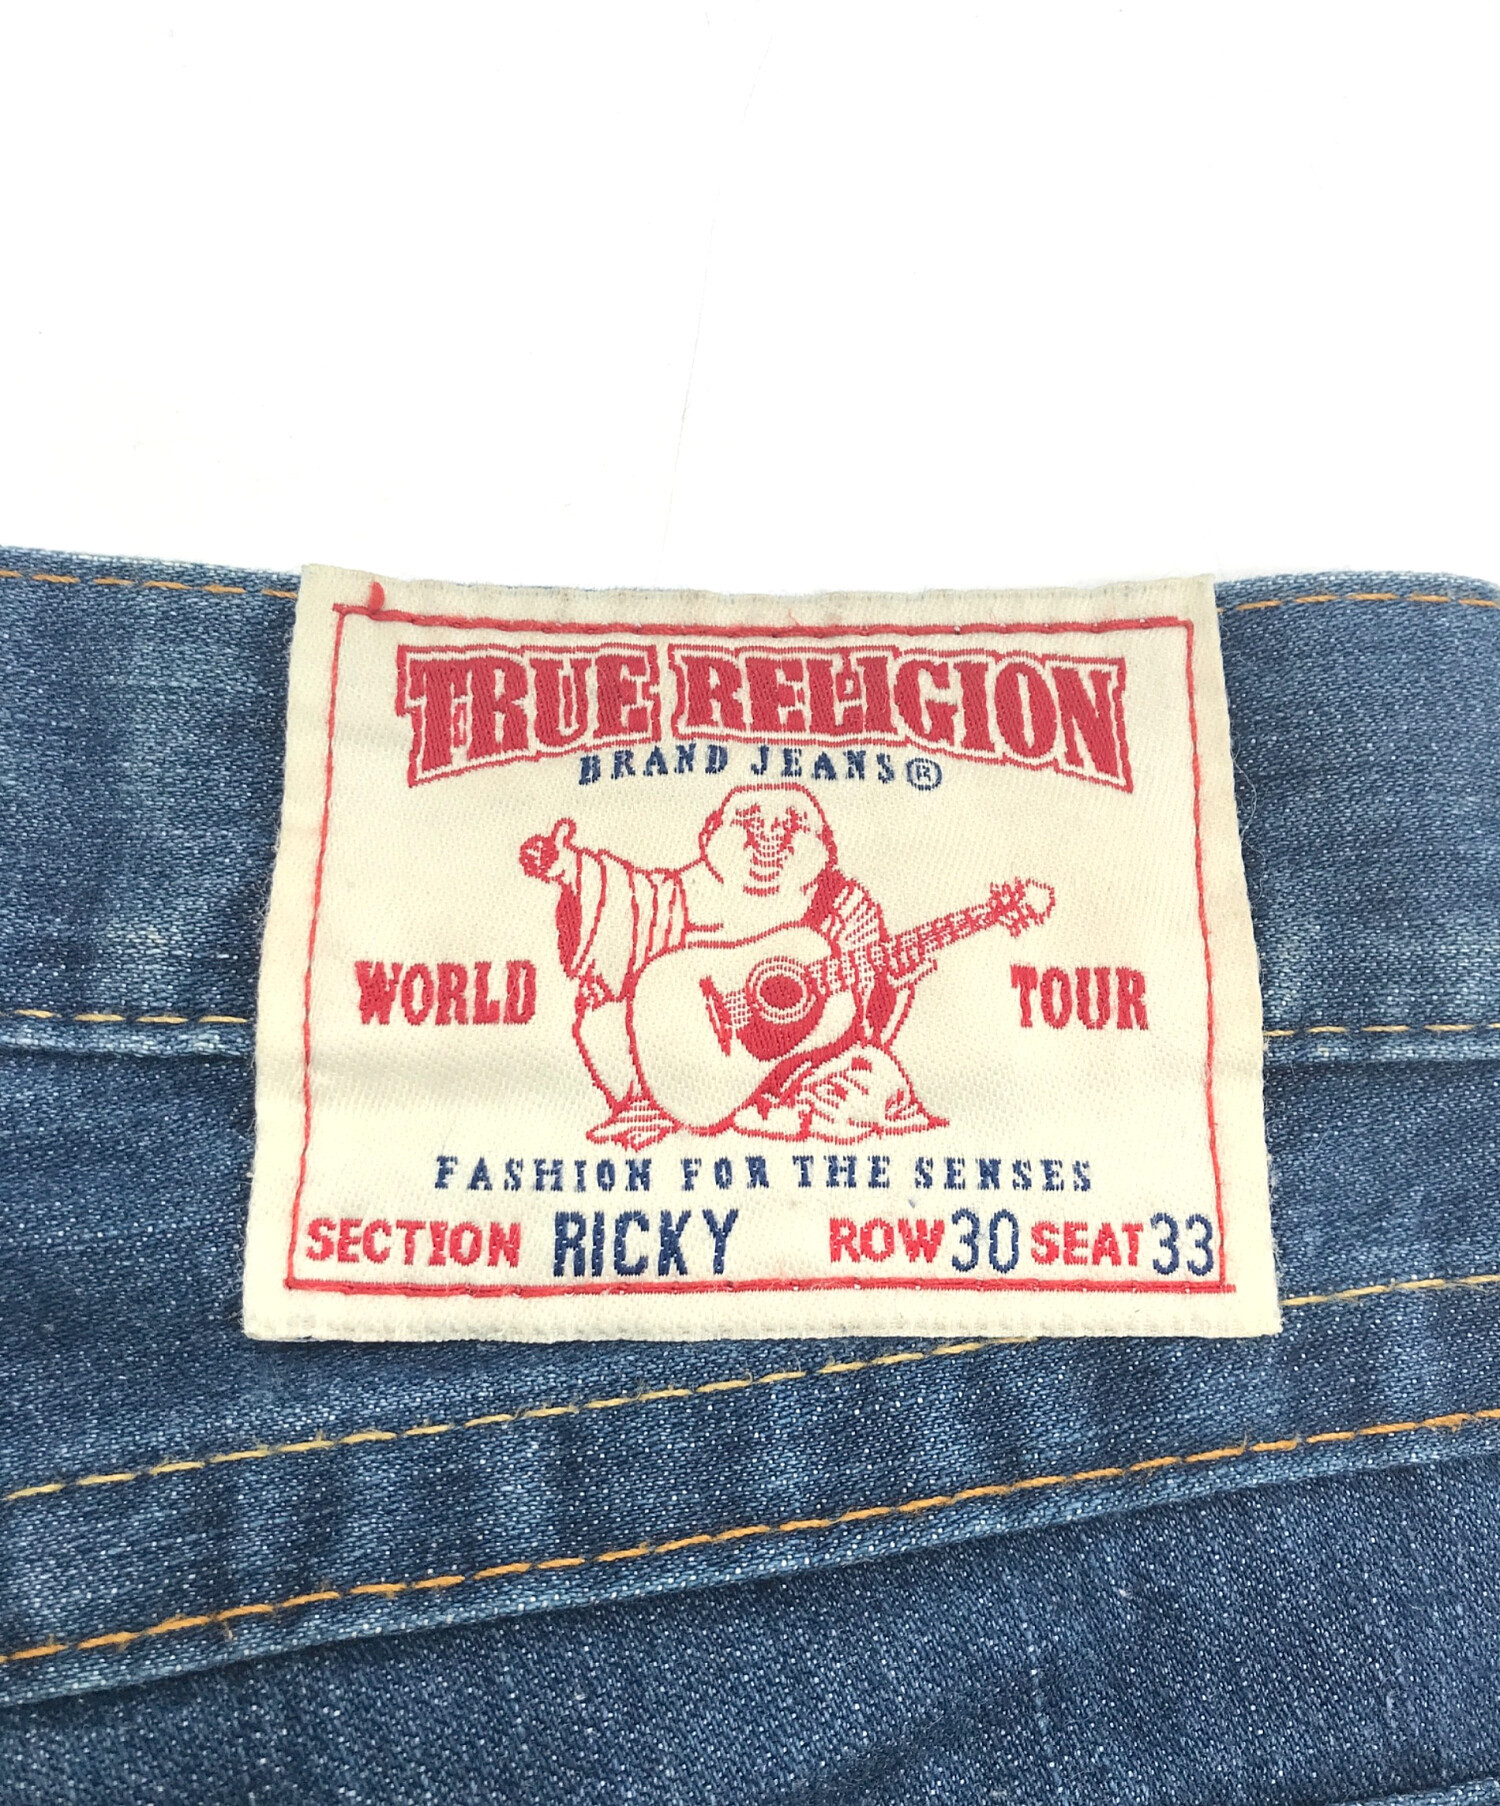 TRUE RELIGION
BRAND JEANS®
WORLD TOUR
FASHION FOR THE SENSES
SECTION RICKY ROW 30 SEAT 33